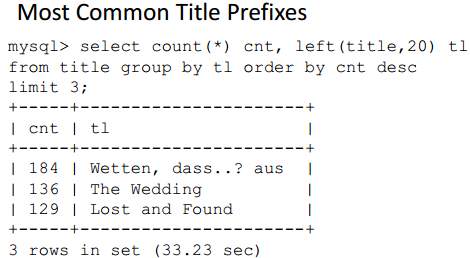 Most Common Title Prefixes
mysql> select count(*) cnt, left(title,20) tl
from title group by tl order by cnt desc
limit 3;
+-----+----------------------+
| cnt | tl                   |
+-----+----------------------+
| 184 | Wetten, dass..? aus  |
| 136 | The Wedding          |
| 129 | Lost and Found       |
+-----+----------------------+
3 rows in set (33.23 sec)